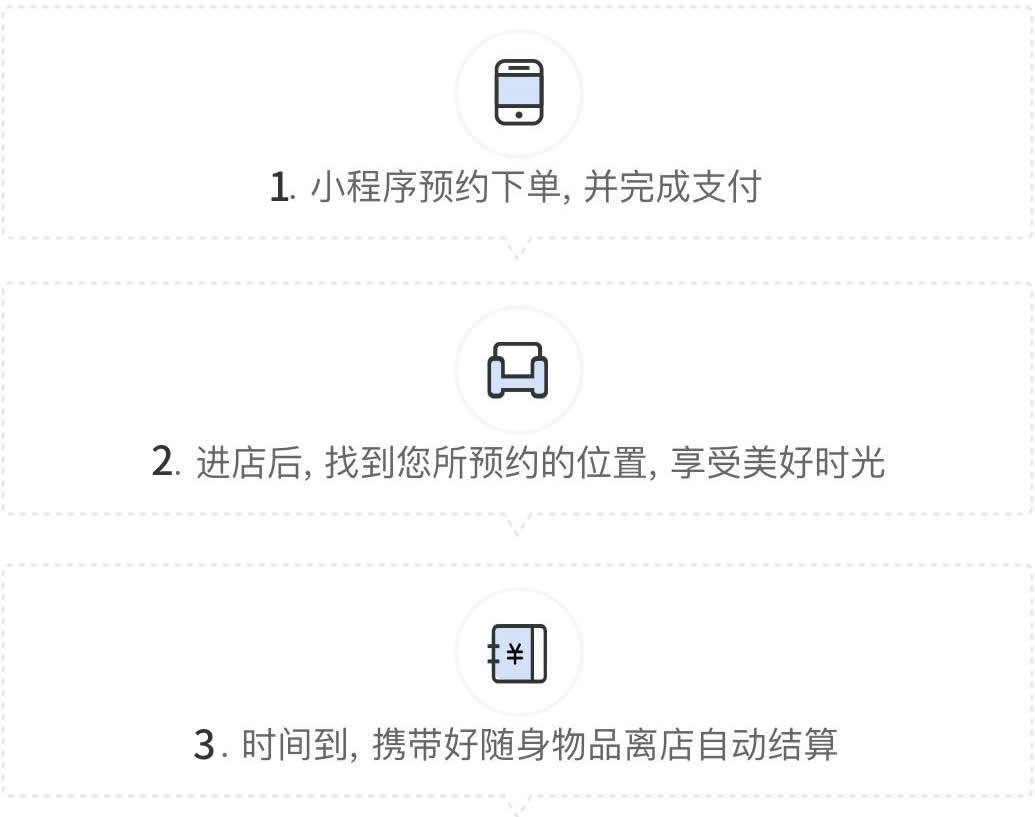 1. 小程序预约下单, 并完成支付
2. 进店后, 找到您所预约的位置, 享受美好时光
¥
3. 时间到, 携带好随身物品离店自动结算